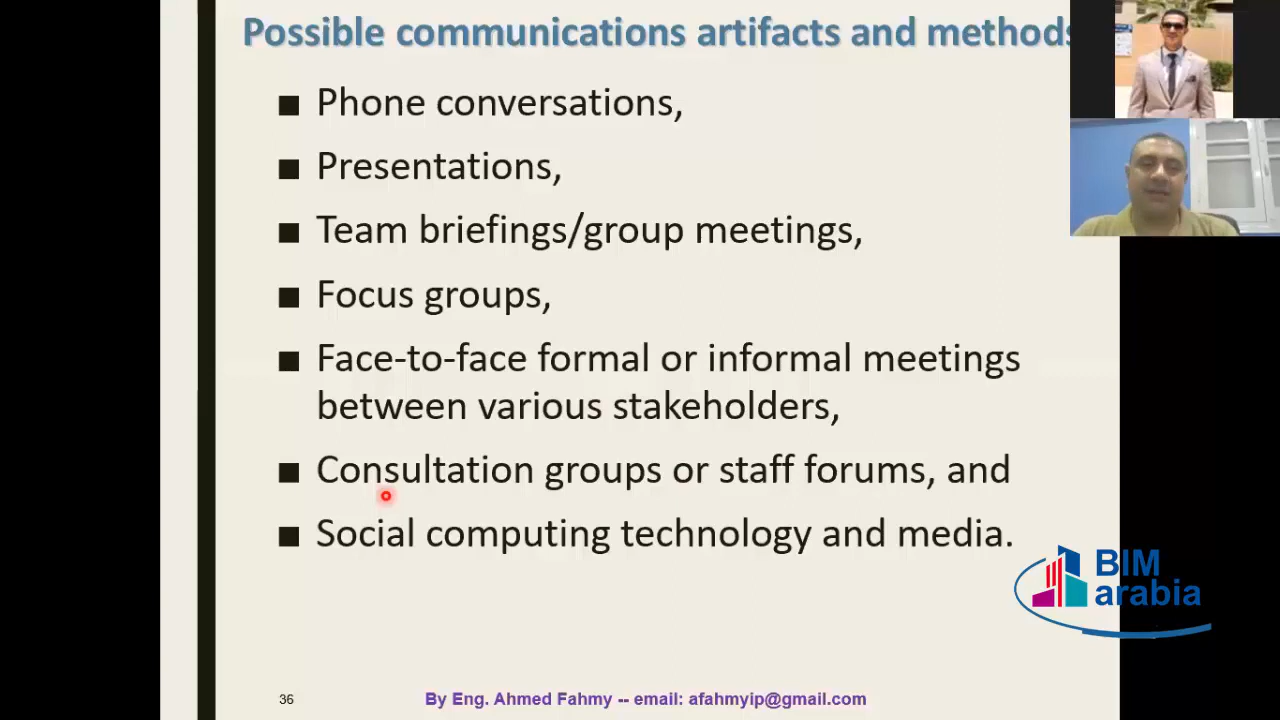 Possible communications artifacts and methods
■ Phone conversations,
■ Presentations,
■ Team briefings/group meetings,
■ Focus groups,
■ Face-to-face formal or informal meetings
between various stakeholders,
■ Consultation groups or staff forums, and
■ Social computing technology and media.
BIM
arabia
36
By Eng. Ahmed Fahmy -- email: afahmyip@gmail.com